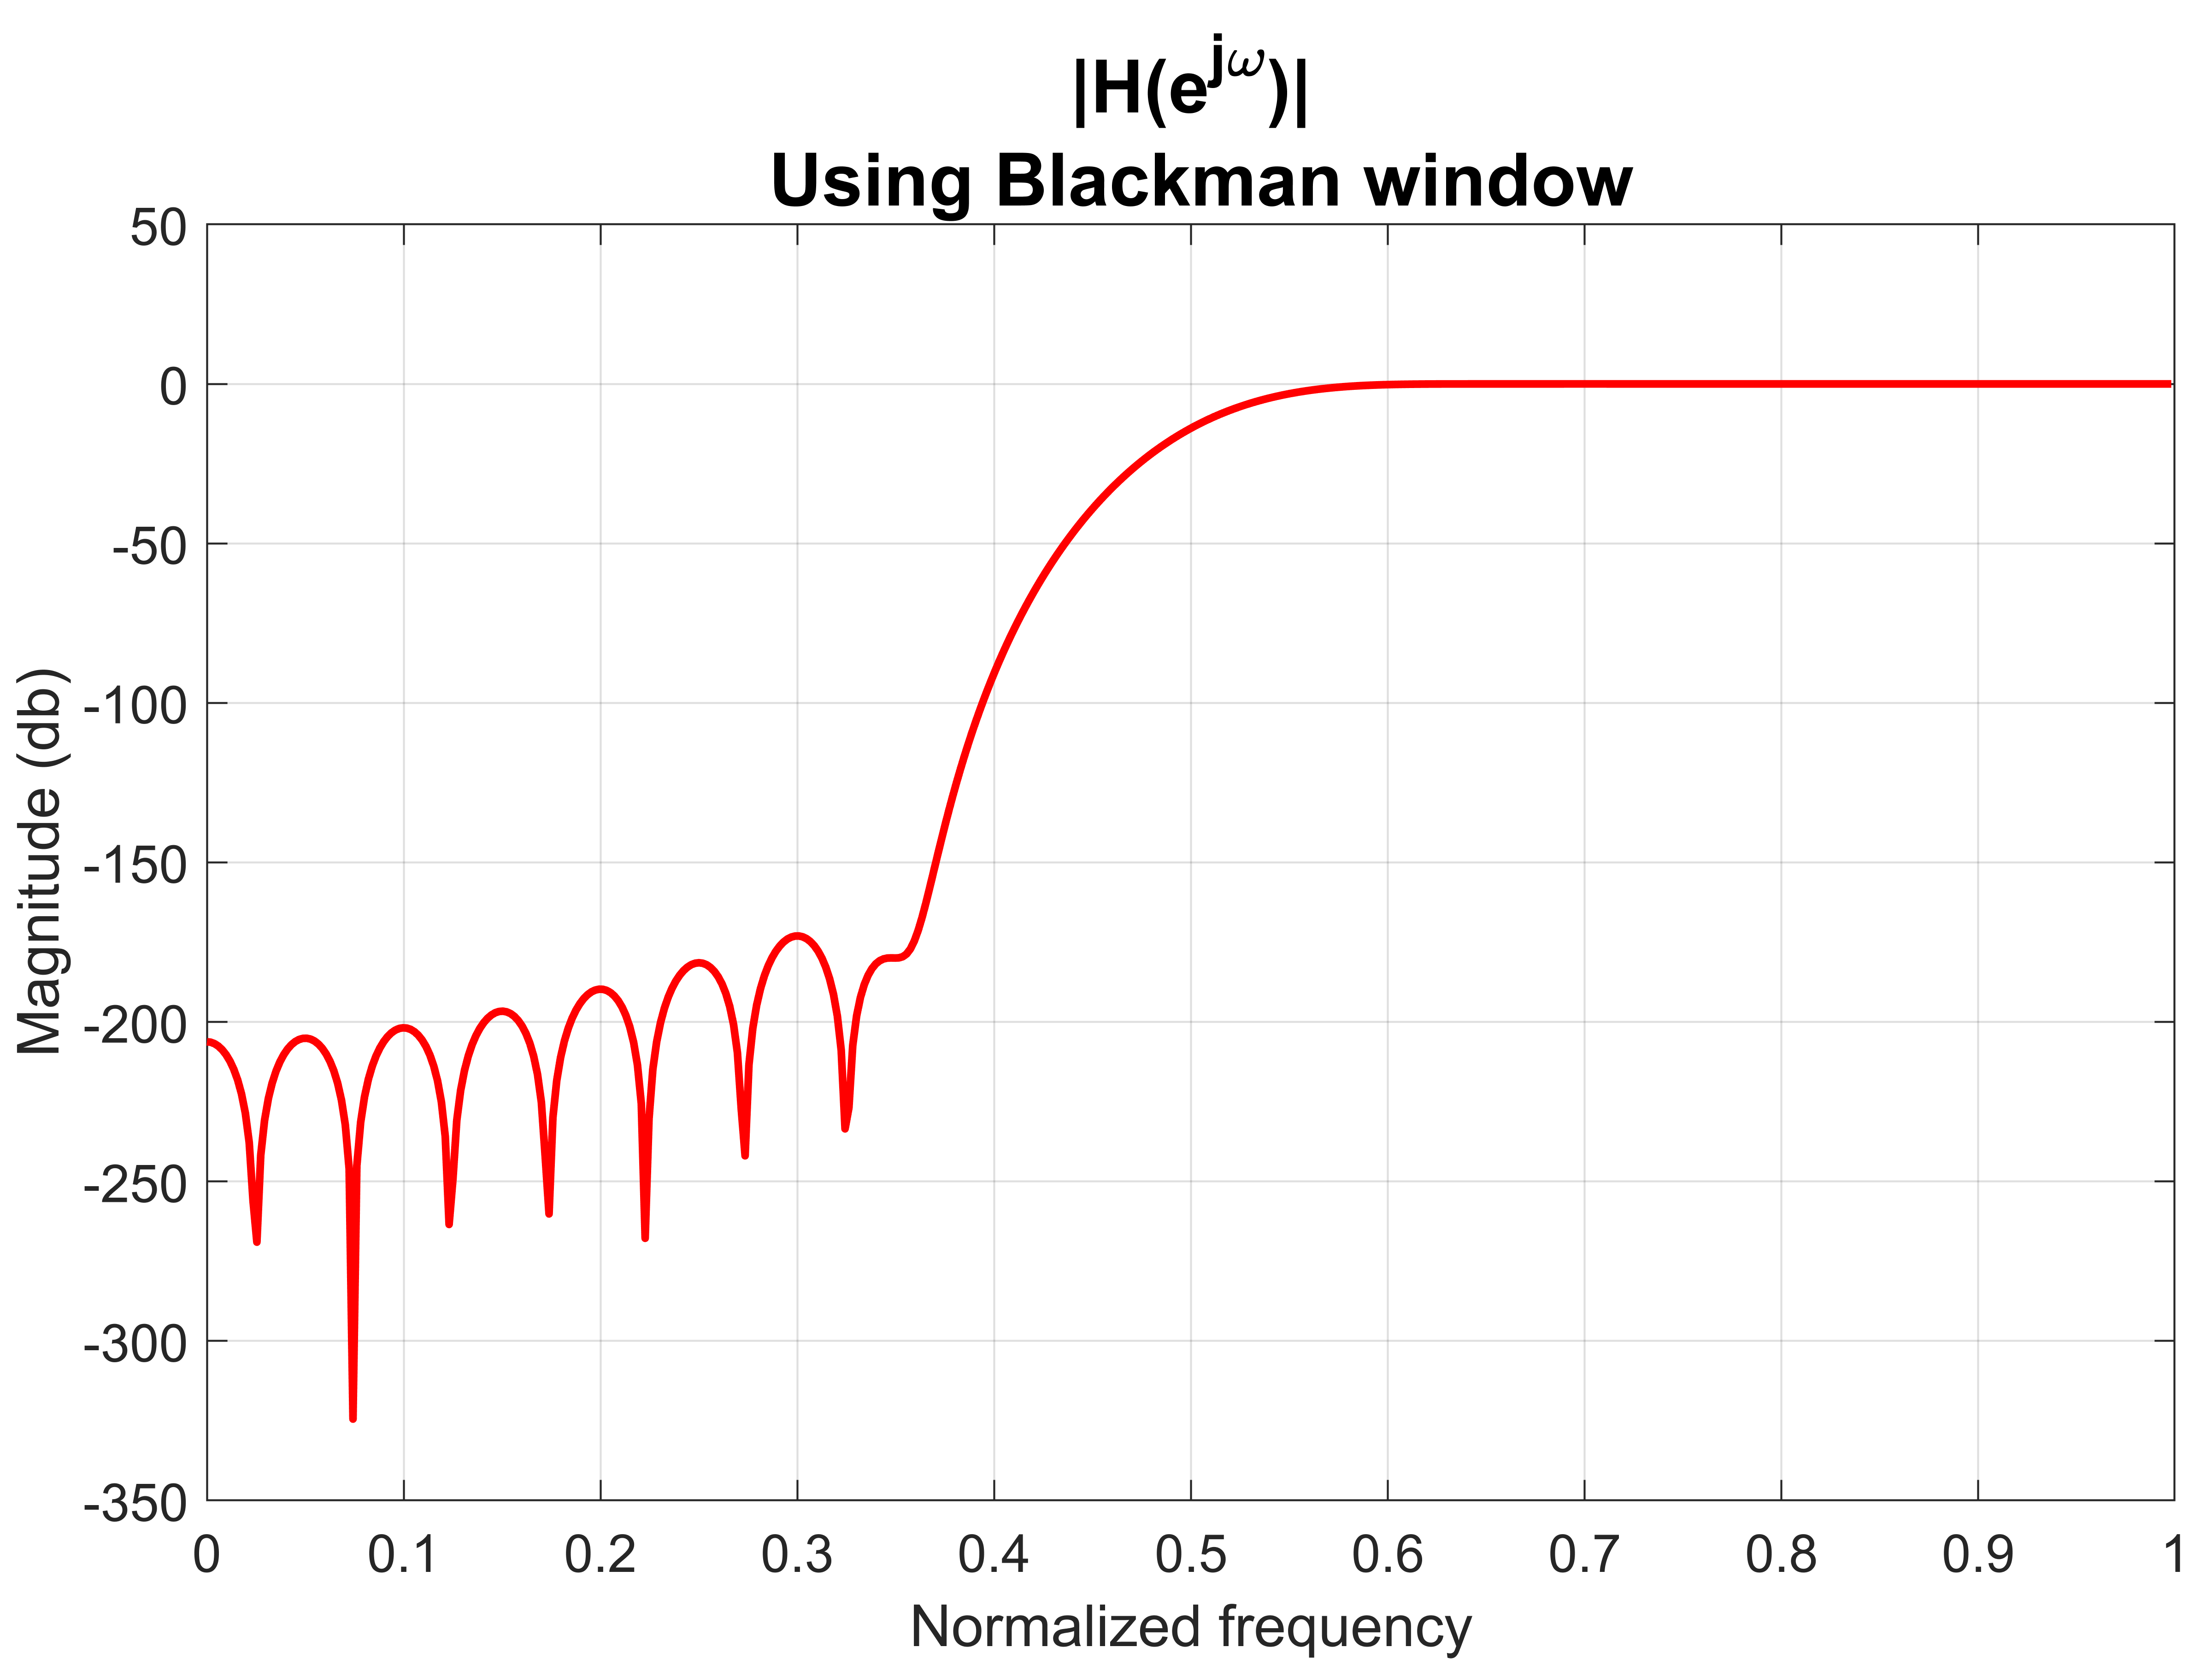 |H(e^{jω})|
Using Blackman window
50
0
-50
-100
-150
-200
-250
-300
-350
Magnitude (db)
0 0.1 0.2 0.3 0.4 0.5 0.6 0.7 0.8 0.9 1
Normalized frequency